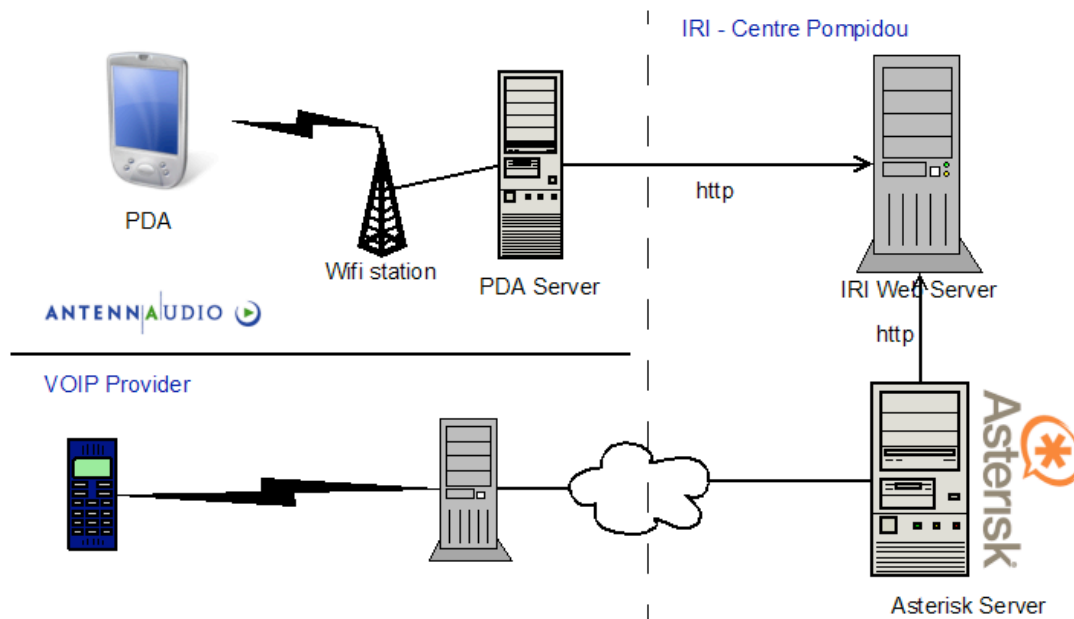 IRI - Centre Pompidou
PDA
Wifi station
PDA Server
http
IRI Web Server
ANTENNAUDIO
http
VOIP Provider
Asterisk
Asterisk Server